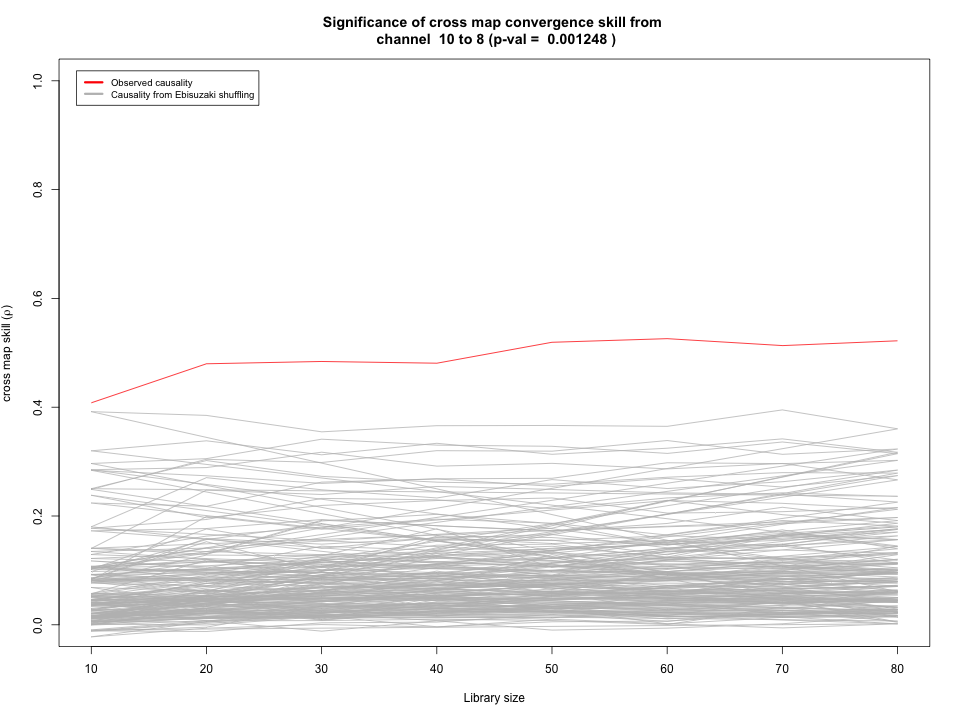 Significance of cross map convergence skill from
channel  10 to 8 (p-val =  0.001248 )
Observed causality
Causality from Ebisuzaki shuffling
cross map skill (ρ)
1.0
0.8
0.6
0.4
0.2
0.0
10 20 30 40 50 60 70 80
Library size